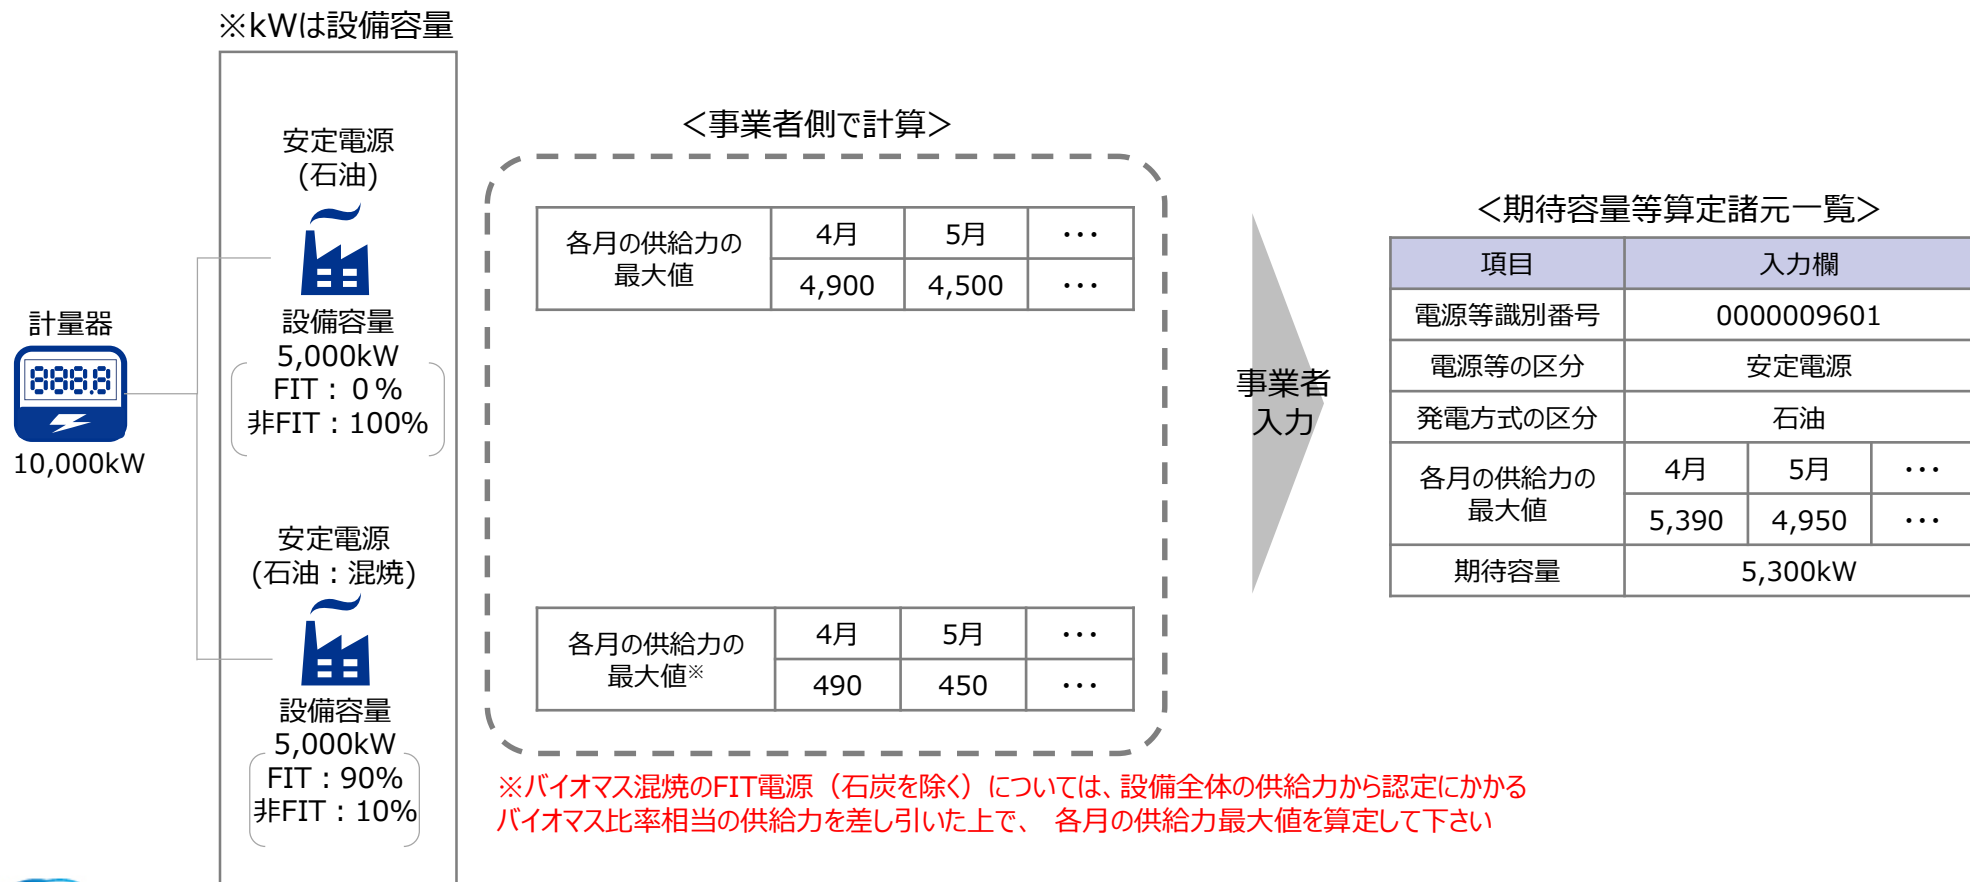 ※kWは設備容量
安定電源
(石油)
設備容量
5,000kW
FIT：0％
非FIT：100%
計量器
8888
10,000kW
安定電源
(石油：混焼)
設備容量
5,000kW
FIT：90%
非FIT：10%
＜事業者側で計算＞
各月の供給力の
最大値
4月 5月 ･･･
4,900 4,500 ･･･
各月の供給力の
最大値※
4月 5月 ･･･
490 450 ･･･
※バイオマス混焼のFIT電源（石炭を除く）については、設備全体の供給力から認定にかかる
バイオマス比率相当の供給力を差し引いた上で、 各月の供給力最大値を算定して下さい
事業者
入力
＜期待容量等算定諸元一覧＞
項目 入力欄
電源等識別番号 0000009601
電源等の区分 安定電源
発電方式の区分 石油
各月の供給力の
最大値
4月 5月 ･･･
5,390 4,950 ･･･
期待容量 5,300kW